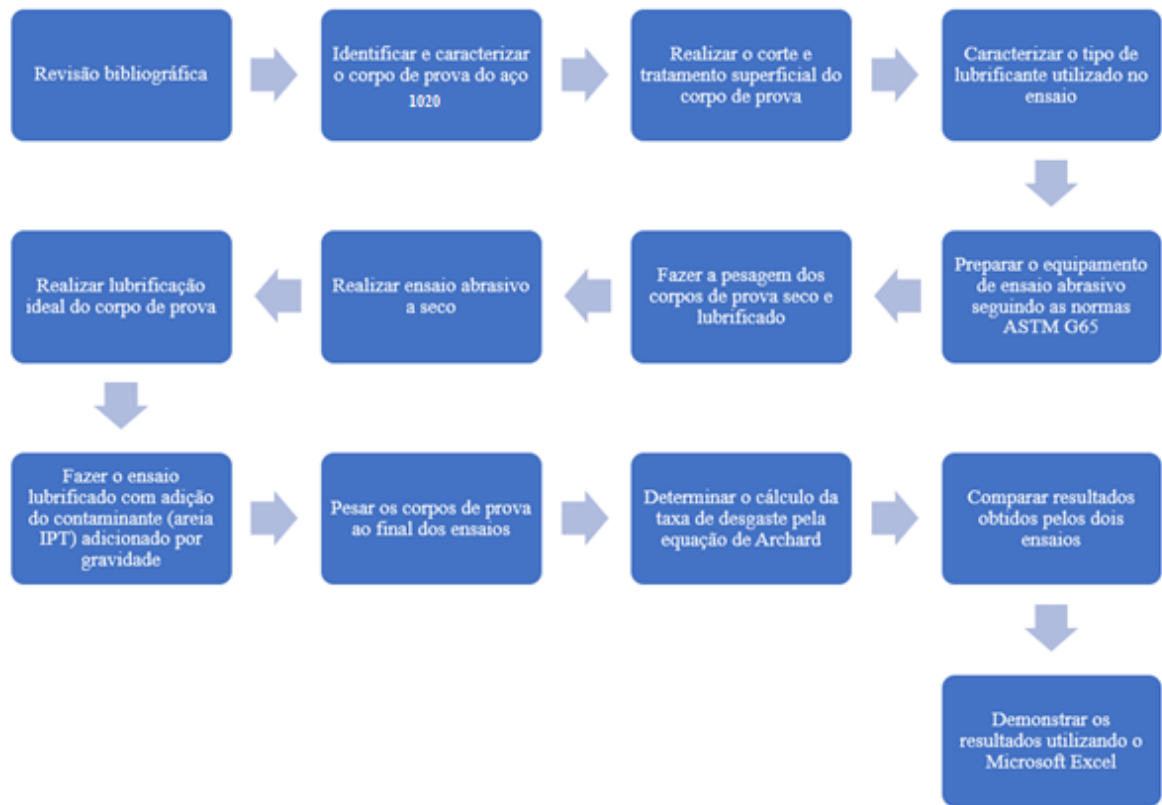 Revisão bibliográfica
Identificar e caracterizar
o corpo de prova do aço
1020
Realizar o corte e
tratamento superficial do
corpo de prova
Caracterizar o tipo de
lubrificante utilizado no
ensaio
Preparar o equipamento
de ensaio abrasivo
seguindo as normas
ASTM G65
Fazer a pesagem dos
corpos de prova seco e
lubrificado
Realizar ensaio abrasivo
a seco
Realizar lubrificação
ideal do corpo de prova
Fazer o ensaio
lubrificado com adição
do contaminante (areia
IPT) adicionado por
gravidade
Pesar os corpos de prova
ao final dos ensaios
Determinar o cálculo da
taxa de desgaste pela
equação de Archard
Comparar resultados
obtidos pelos dois
ensaios
Demonstrar os
resultados utilizando o
Microsoft Excel